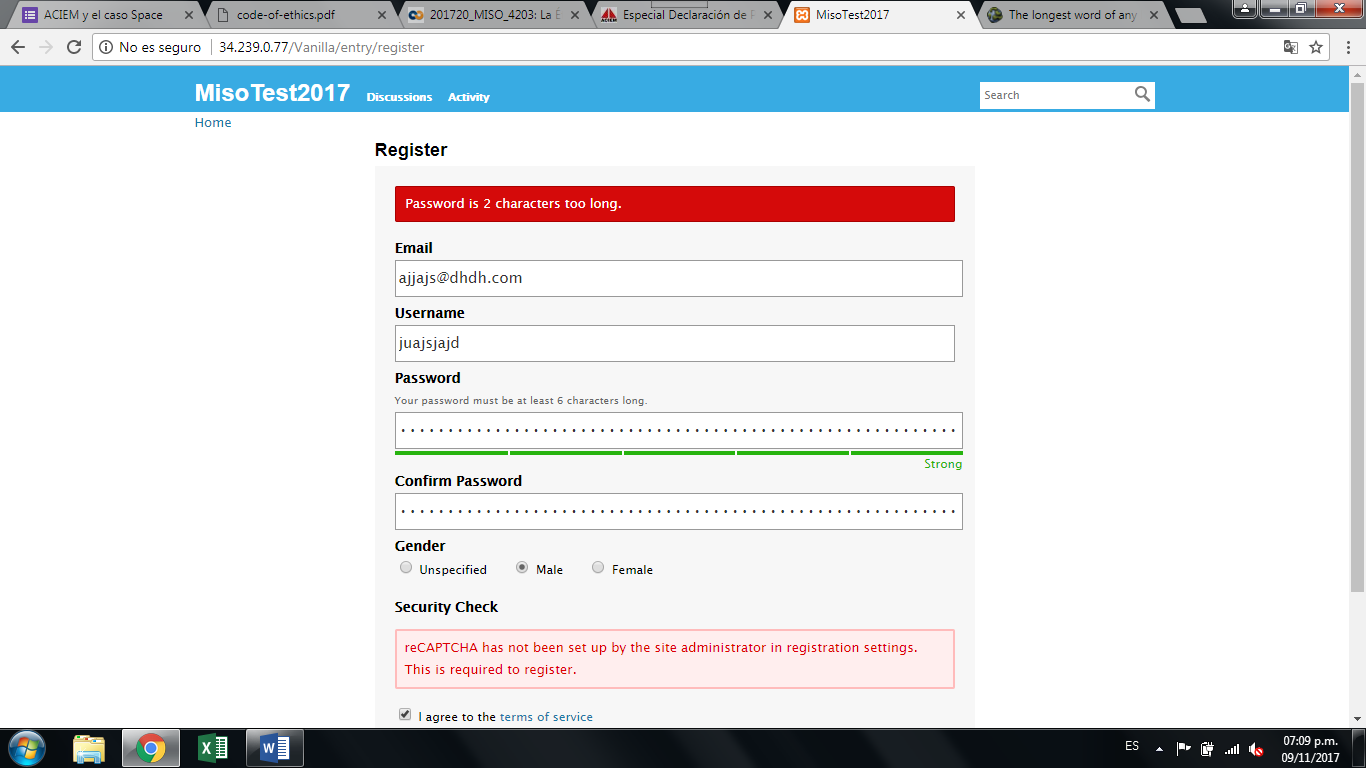 ACIEM y el caso Space
code-of-ethics.pdf
201720_MISO_4203: La É
Especial Declaración de F
MisoTest2017
The longest word of any
No es seguro
34.239.0.77/Vanilla/entry/register
MisoTest2017 Discussions Activity
Search
Home
Register
Password is 2 characters too long.
Email
ajjajs@dhdh.com
Username
juajsjajd
Password
Your password must be at least 6 characters long.
Strong
Confirm Password
Gender
Unspecified Male Female
Security Check
reCAPTCHA has not been set up by the site administrator in registration settings.
This is required to register.
I agree to the terms of service
ES
07:09 p.m.
09/11/2017